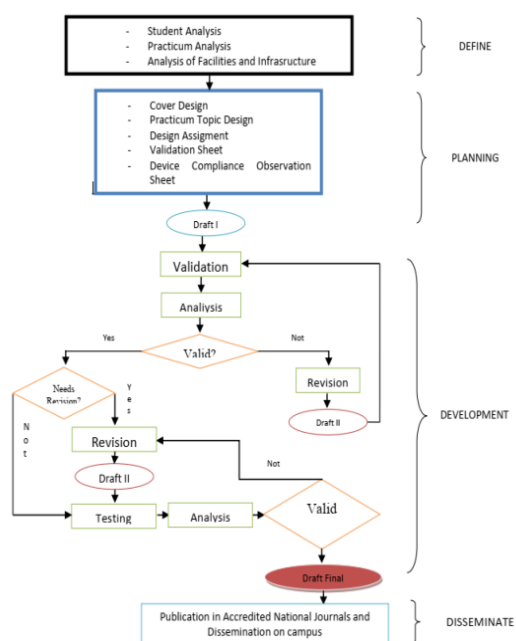 - Student Analysis
- Practicum Analysis
- Analysis of Facilities and Infrasructure
DEFINE
- Cover Design
- Practicum Topic Design
- Design Assigment
- Validation Sheet
- Device Compliance Observation
Sheet
PLANNING
Draft I
Validation
Analiysis
Yes
Valid?
Not
Needs
Revision?
Yes
Not
Revision
Draft II
DEVELOPMENT
Revision
Draft II
Not
Testing
Analysis
Valid
Draft Final
Publication in Accredited National Journals and
Dissemination on campus
DISSEMINATE